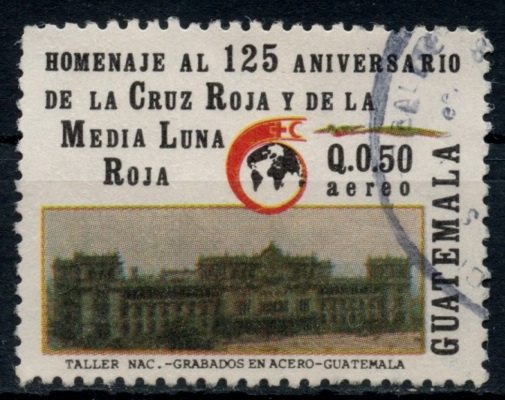 HOMENAJE AL 125 ANIVERSARIO
DE LA CRUZ ROJA Y DE LA
MEDIA LUNA
ROJA
Q.0.50
aereo
GUATEMALA
TALLER NAC.-GRABADOS EN ACERO-GUATEMALA